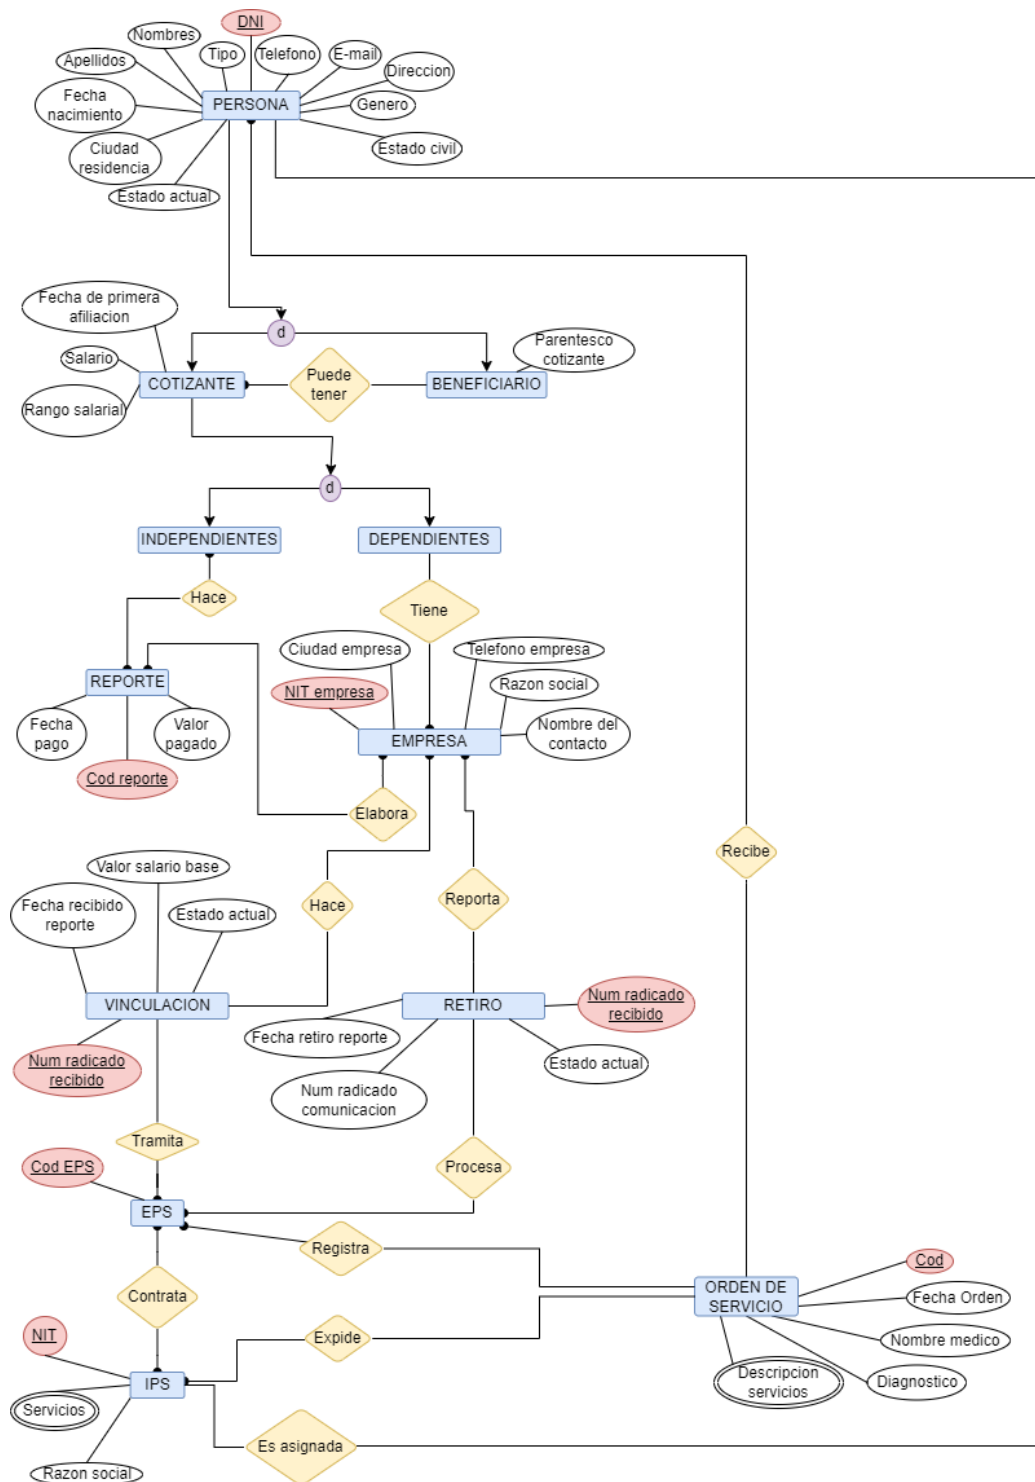 DNI
Nombres
Tipo
Telefono
E-mail
Apellidos
Direccion
Fecha
nacimiento
PERSONA
Genero
Ciudad
residencia
Estado civil
Estado actual
Fecha de primera
afiliacion
d
Salario
Parentesco
cotizante
COTIZANTE
Puede
tener
BENEFICIARIO
Rango salarial
d
INDEPENDIENTES
DEPENDIENTES
Hace
Tiene
Ciudad empresa
Telefono empresa
REPORTE
NIT empresa
Razon social
Fecha
pago
Valor
pagado
EMPRESA
Nombre del
contacto
Cod reporte
Elabora
Recibe
Valor salario base
Fecha recibido
reporte
Estado actual
Hace
Reporta
VINCULACION
RETIRO
Num radicado
recibido
Fecha retiro reporte
Num radicado
recibido
Estado actual
Num radicado
comunicacion
Tramita
Cod EPS
Procesa
EPS
Registra
Cod
Contrata
ORDEN DE
SERVICIO
Fecha Orden
NIT
Expide
Nombre medico
IPS
Descripcion
servicios
Diagnostico
Servicios
Es asignada
Razon social